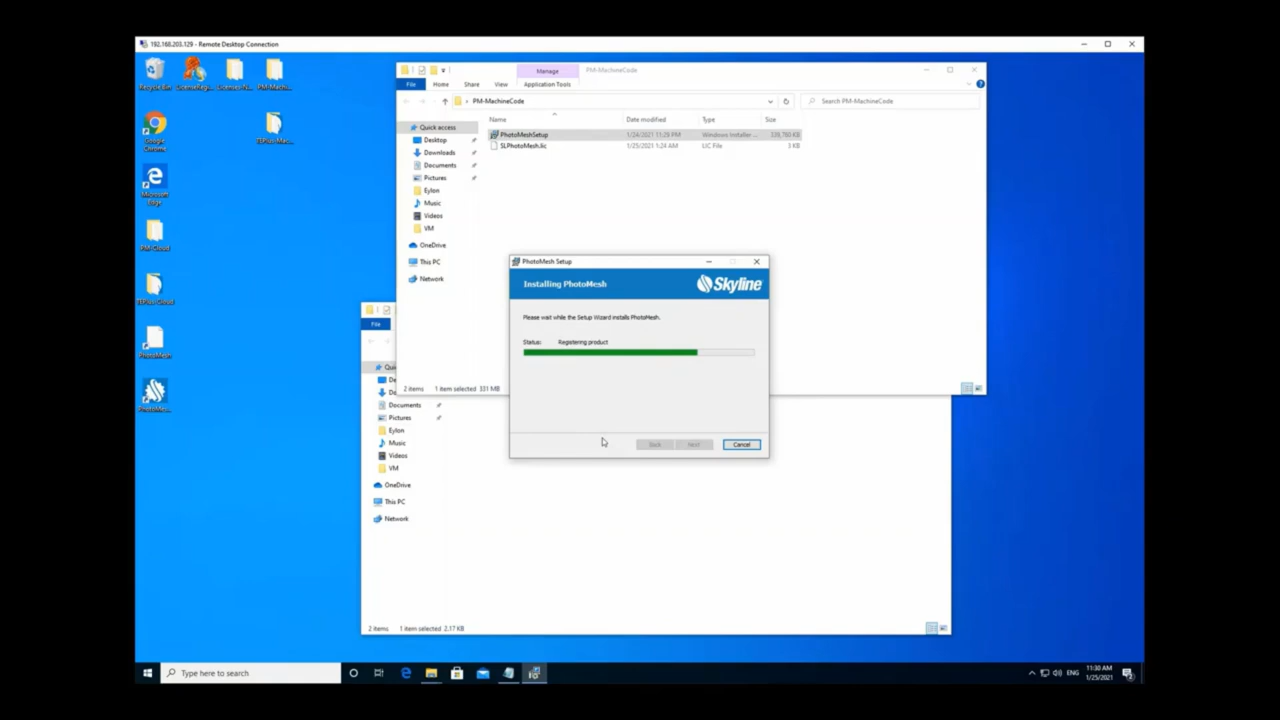 192.168.203.129 - Remote Desktop Connection
Recycle Bin
Google Chrome
Microsoft Edge
PM-Cloud
PhotoMesh
PhotoMes...
PM-Machi...
Manage
PM-MachineCode
File
Home
Share
View
Application Tools
PM-MachineCode
Search PM-MachineCode
Name
Date modified
Type
Size
PhotoMeshSetup
1/24/2021 11:29 PM
Windows Installer ...
338,700 KB
SLPhotoMesh.lic
1/25/2021 1:24 AM
LIC File
3 KB
Quick access
Desktop
Downloads
Documents
Pictures
Eylon
Music
Videos
VM
OneDrive
This PC
Network
2 items
1 item selected 331 MB
PhotoMesh Setup
Installing PhotoMesh
Skyline
Please wait while the Setup Wizard installs PhotoMesh.
Status:
Registering product
Back
Next
Cancel
File
Quic
De
Do
Documents
Pictures
Eylon
Music
Videos
VM
OneDrive
This PC
Network
2 items
1 item selected 2.17 KB
Type here to search
ENG
11:30 AM
1/25/2021